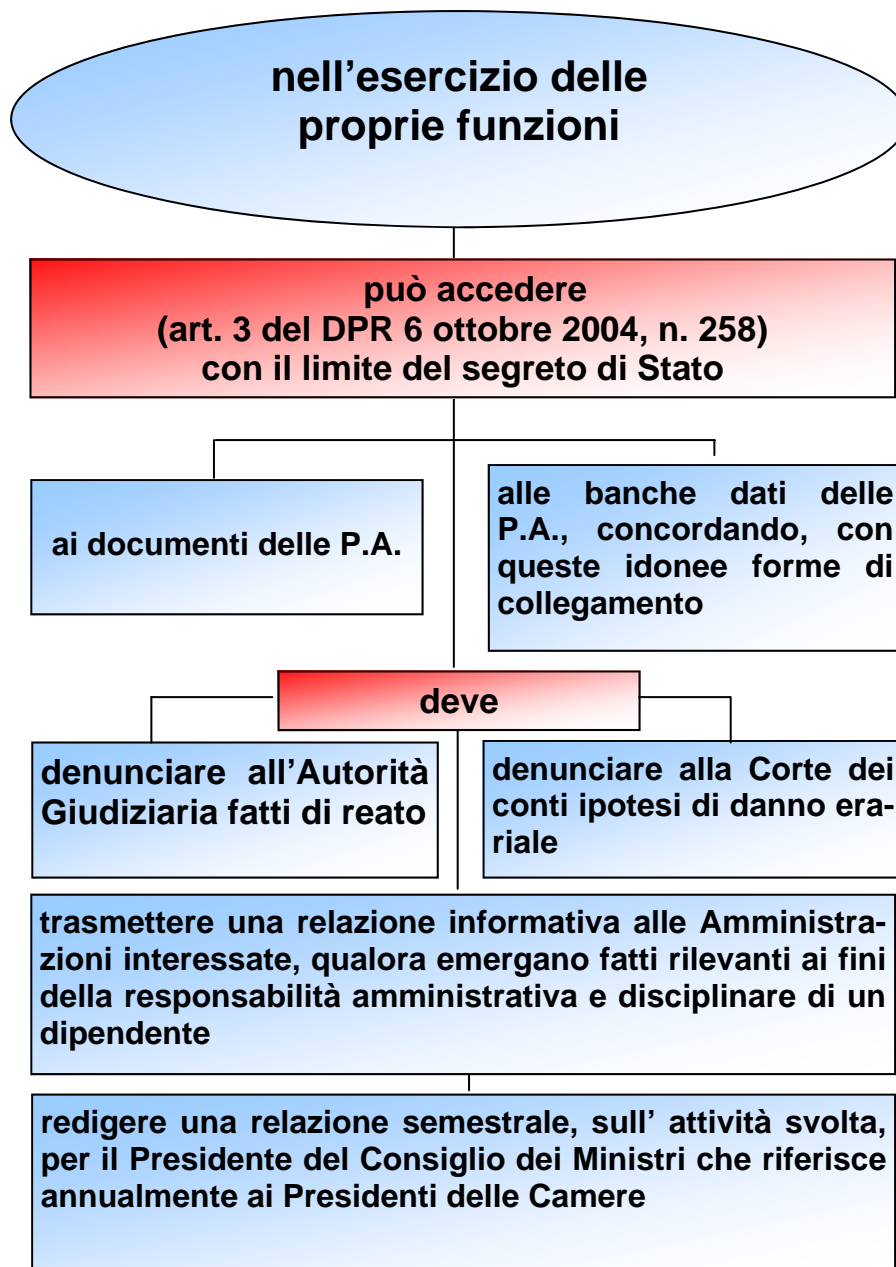 nell’esercizio delle
proprie funzioni
può accedere
(art. 3 del DPR 6 ottobre 2004, n. 258)
con il limite del segreto di Stato
ai documenti delle P.A.
alle banche dati delle
P.A., concordando, con
queste idonee forme di
collegamento
deve
denunciare all’Autorità
Giudiziaria fatti di reato
denunciare alla Corte dei
conti ipotesi di danno era-
riale
trasmettere una relazione informativa alle Amministra-
zioni interessate, qualora emergano fatti rilevanti ai fini
della responsabilità amministrativa e disciplinare di un
dipendente
redigere una relazione semestrale, sull’ attività svolta,
per il Presidente del Consiglio dei Ministri che riferisce
annualmente ai Presidenti delle Camere